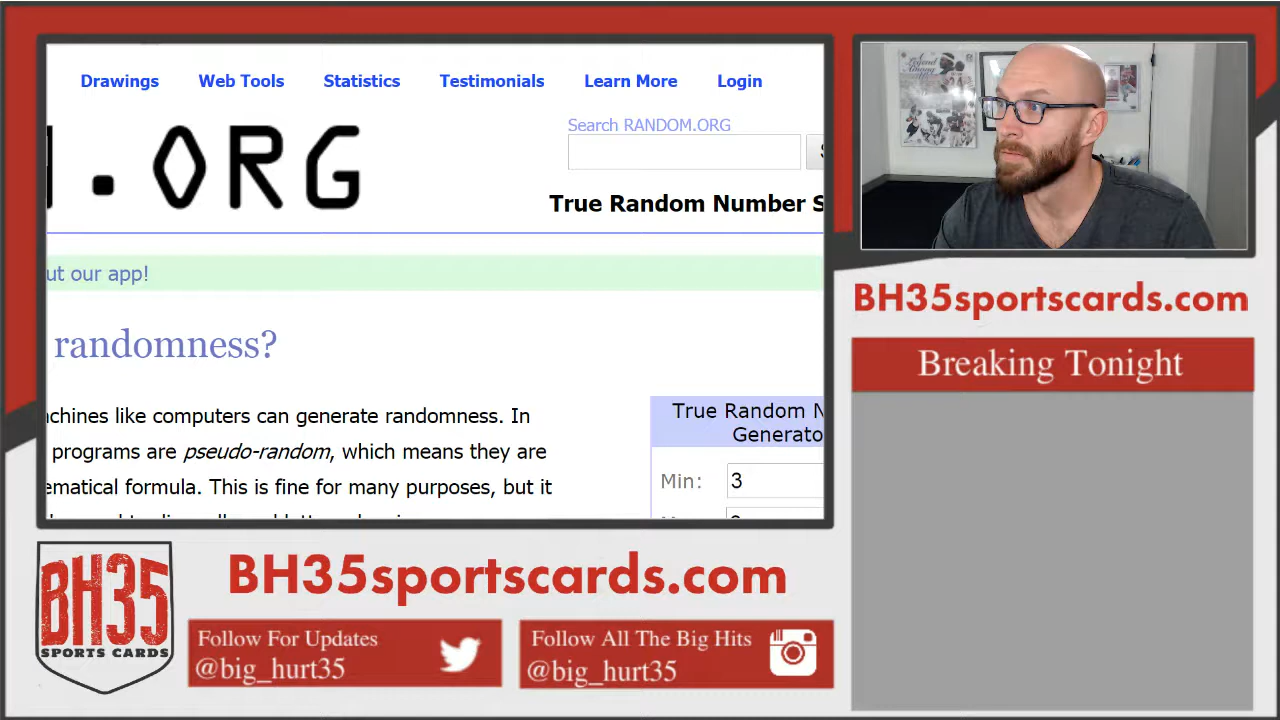 Drawings Web Tools Statistics Testimonials Learn More Login
Search RANDOM.ORG
.ORG
True Random Number S
ut our app!
randomness?
achines like computers can generate randomness. In
programs are pseudo-random, which means they are
ematical formula. This is fine for many purposes, but it
True Random N
Generato
Min: 3
BH35sportscards.com
Breaking Tonight
BH35
SPORTS CARDS
BH35sportscards.com
Follow For Updates
@big_hurt35
Follow All The Big Hits
@big_hurt35